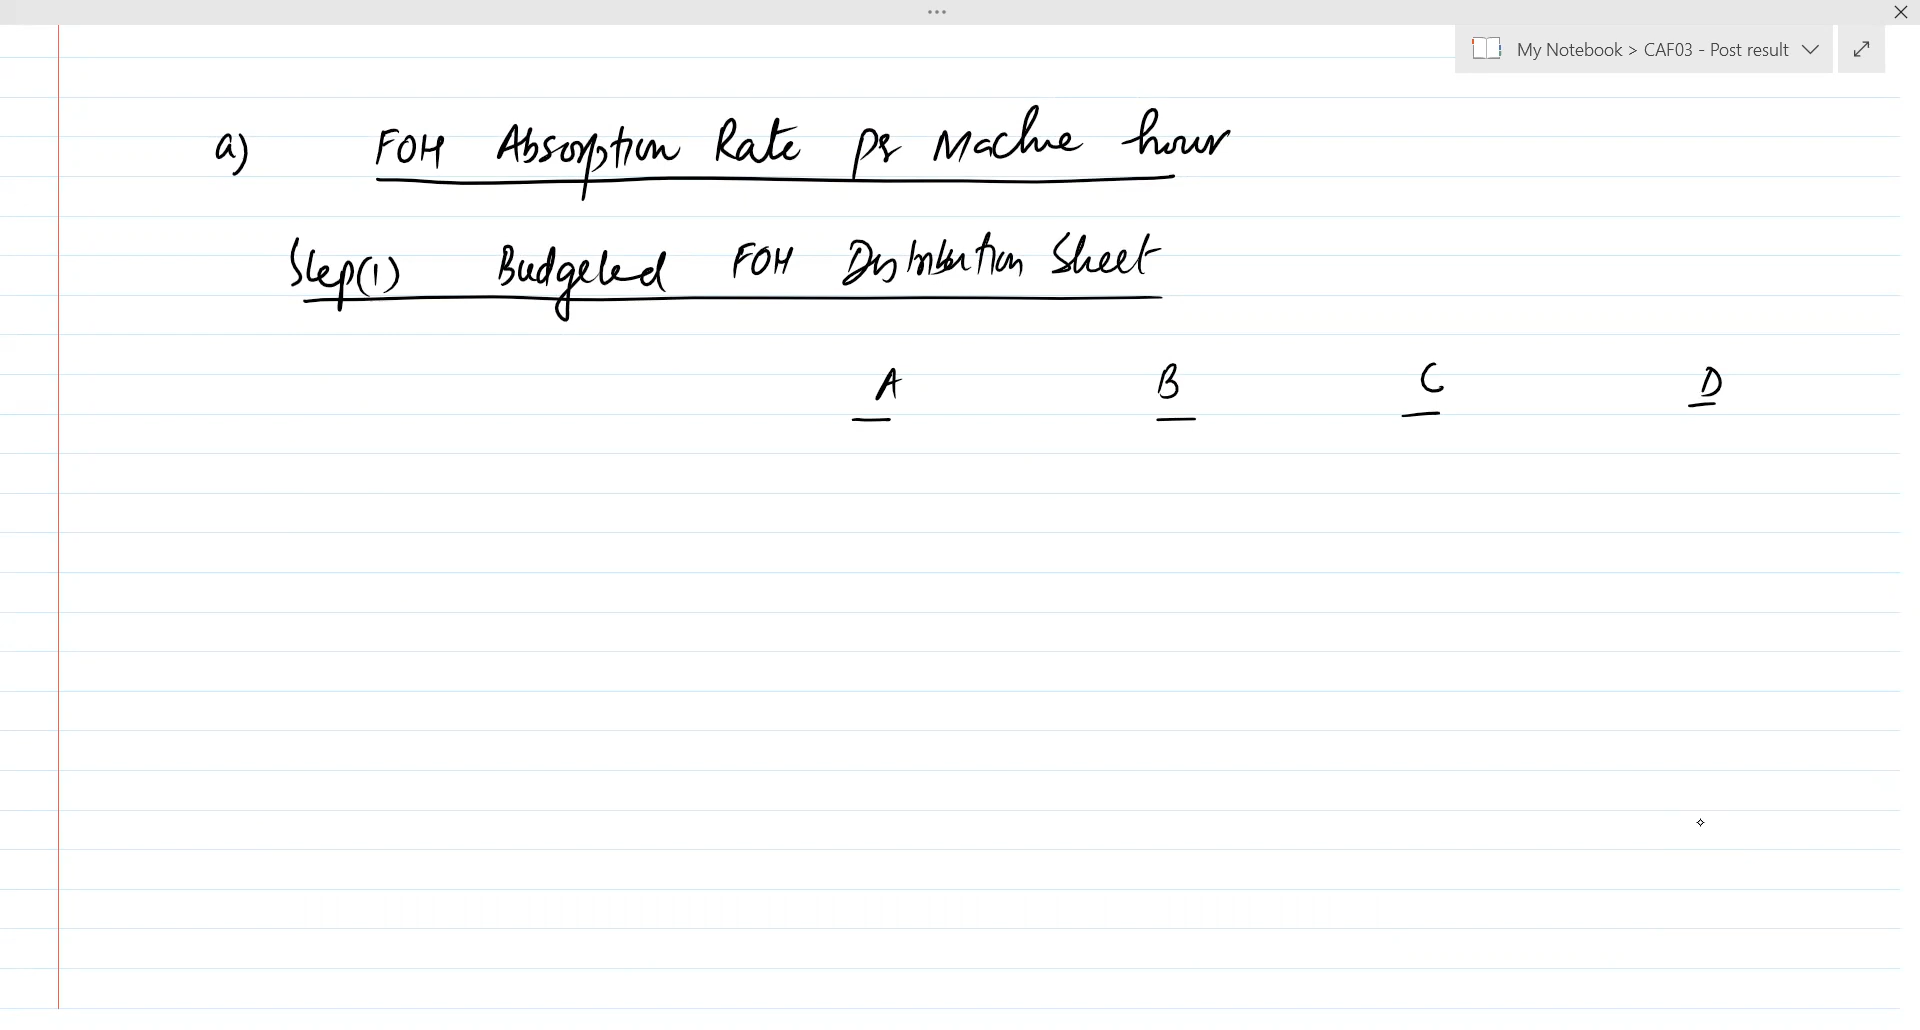 My Notebook > CAF03 - Post result
a) FOH Absorption Rate per Machine hour
Step(1) Budgeted FOH Distribution Sheet
A B C D